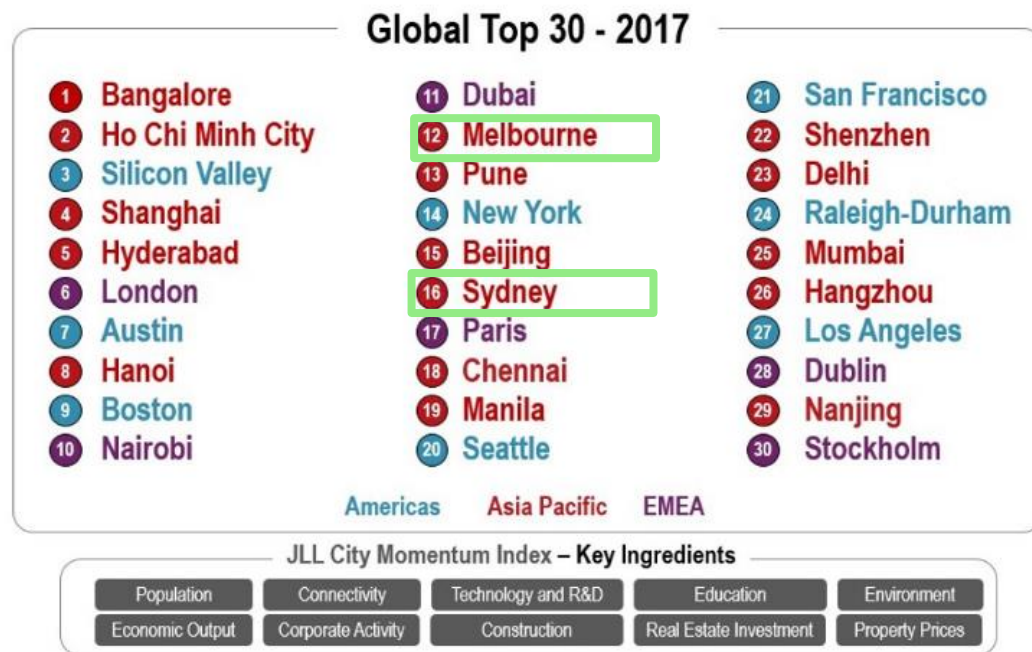 Global Top 30 - 2017
1 Bangalore
2 Ho Chi Minh City
3 Silicon Valley
4 Shanghai
5 Hyderabad
6 London
7 Austin
8 Hanoi
9 Boston
10 Nairobi
11 Dubai
12 Melbourne
13 Pune
14 New York
15 Beijing
16 Sydney
17 Paris
18 Chennai
19 Manila
20 Seattle
21 San Francisco
22 Shenzhen
23 Delhi
24 Raleigh-Durham
25 Mumbai
26 Hangzhou
27 Los Angeles
28 Dublin
29 Nanjing
30 Stockholm
Americas Asia Pacific EMEA
JLL City Momentum Index – Key Ingredients
Population Connectivity Technology and R&D Education Environment
Economic Output Corporate Activity Construction Real Estate Investment Property Prices